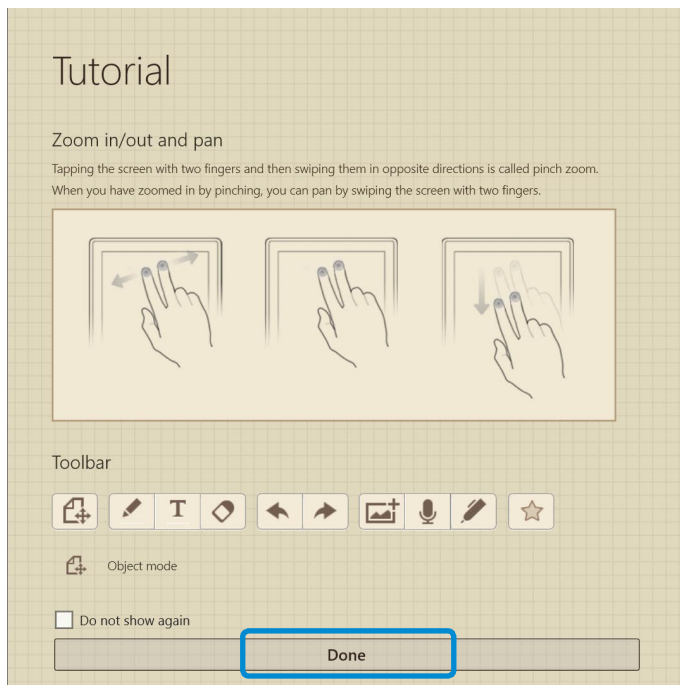 Tutorial
Zoom in/out and pan
Tapping the screen with two fingers and then swiping them in opposite directions is called pinch zoom.
When you have zoomed in by pinching, you can pan by swiping the screen with two fingers.
Toolbar
T
Object mode
Do not show again
Done